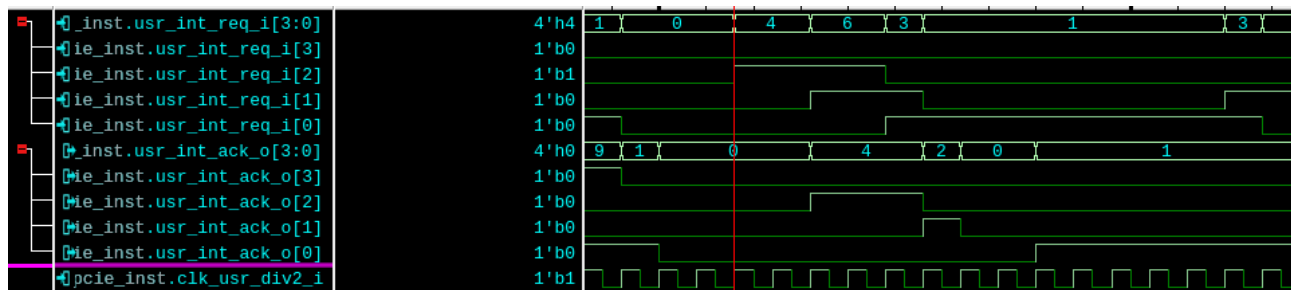 _inst.usr_int_req_i[3:0] 4'h4 1 0 4 6 3 1 3
ie_inst.usr_int_req_i[3] 1'b0
ie_inst.usr_int_req_i[2] 1'b1
ie_inst.usr_int_req_i[1] 1'b0
ie_inst.usr_int_req_i[0] 1'b0
_inst.usr_int_ack_o[3:0] 4'h0 9 1 0 4 2 0 1
ie_inst.usr_int_ack_o[3] 1'b0
ie_inst.usr_int_ack_o[2] 1'b0
ie_inst.usr_int_ack_o[1] 1'b0
ie_inst.usr_int_ack_o[0] 1'b0
pcie_inst.clk_usr_div2_i 1'b1